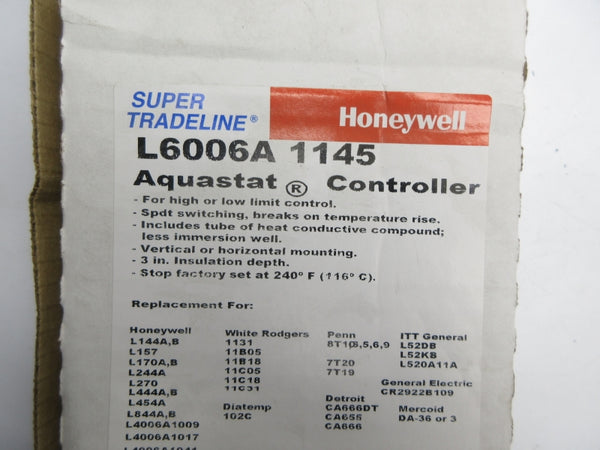 SUPER
TRADELINE®
Honeywell
L6006A 1145
Aquastat ® Controller
- For high or low limit control.
- Spdt switching, breaks on temperature rise.
- Includes tube of heat conductive compound;
less immersion well.
- Vertical or horizontal mounting.
- 3 in. Insulation depth.
- Stop factory set at 240° F (116° C).
Replacement For:
Honeywell
L144A,B
L157
L170A,B
L244A
L270
L444A,B
L454A
L844A,B
L4006A1009
L4006A1017
White Rodgers
1131
11B05
11B18
11C05
11C18
11C31
Diatemp
102C
Penn
7T20
7T19
Detroit
CA666DT
CA655
CA666
ITT General
L52DB
L52KB
L520A11A
General Electric
CR2922B109
Mercoid
DA-36 or 3